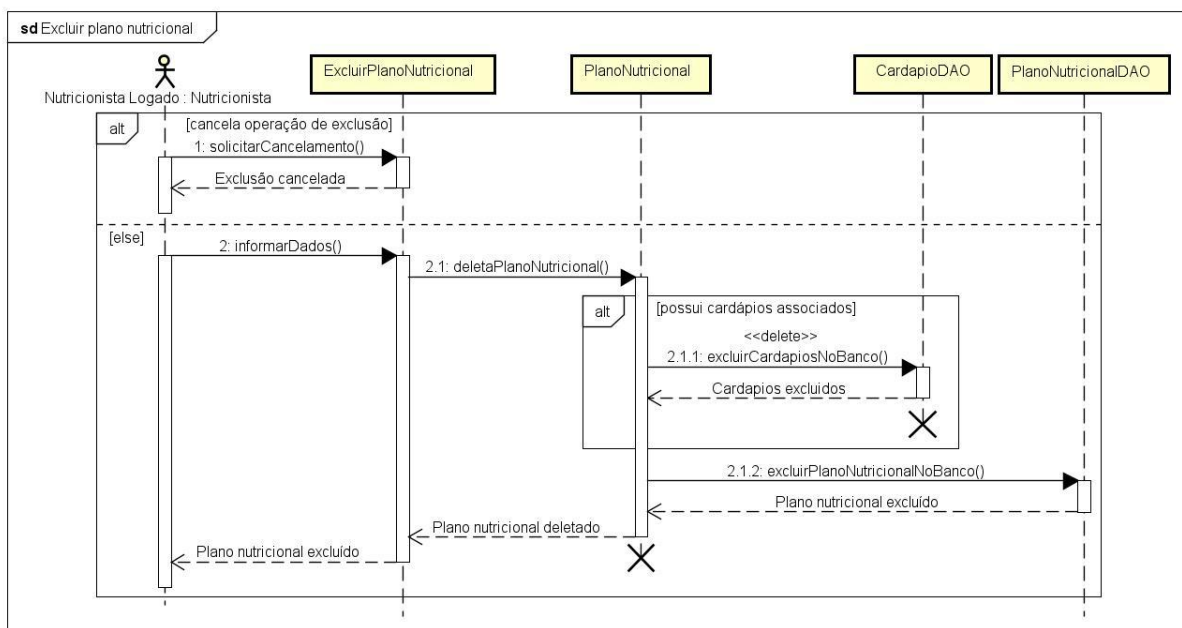 sd Excluir plano nutricional
Nutricionista Logado : Nutricionista
ExcluirPlanoNutricional
PlanoNutricional
CardapioDAO
PlanoNutricionalDAO
alt
[cancela operação de exclusão]
1: solicitarCancelamento()
Exclusão cancelada
[else]
2: informarDados()
2.1: deletaPlanoNutricional()
alt
[possui cardápios associados]
<<delete>>
2.1.1: excluirCardapiosNoBanco()
Cardapios excluidos
2.1.2: excluirPlanoNutricionalNoBanco()
Plano nutricional excluído
Plano nutricional deletado
Plano nutricional excluído